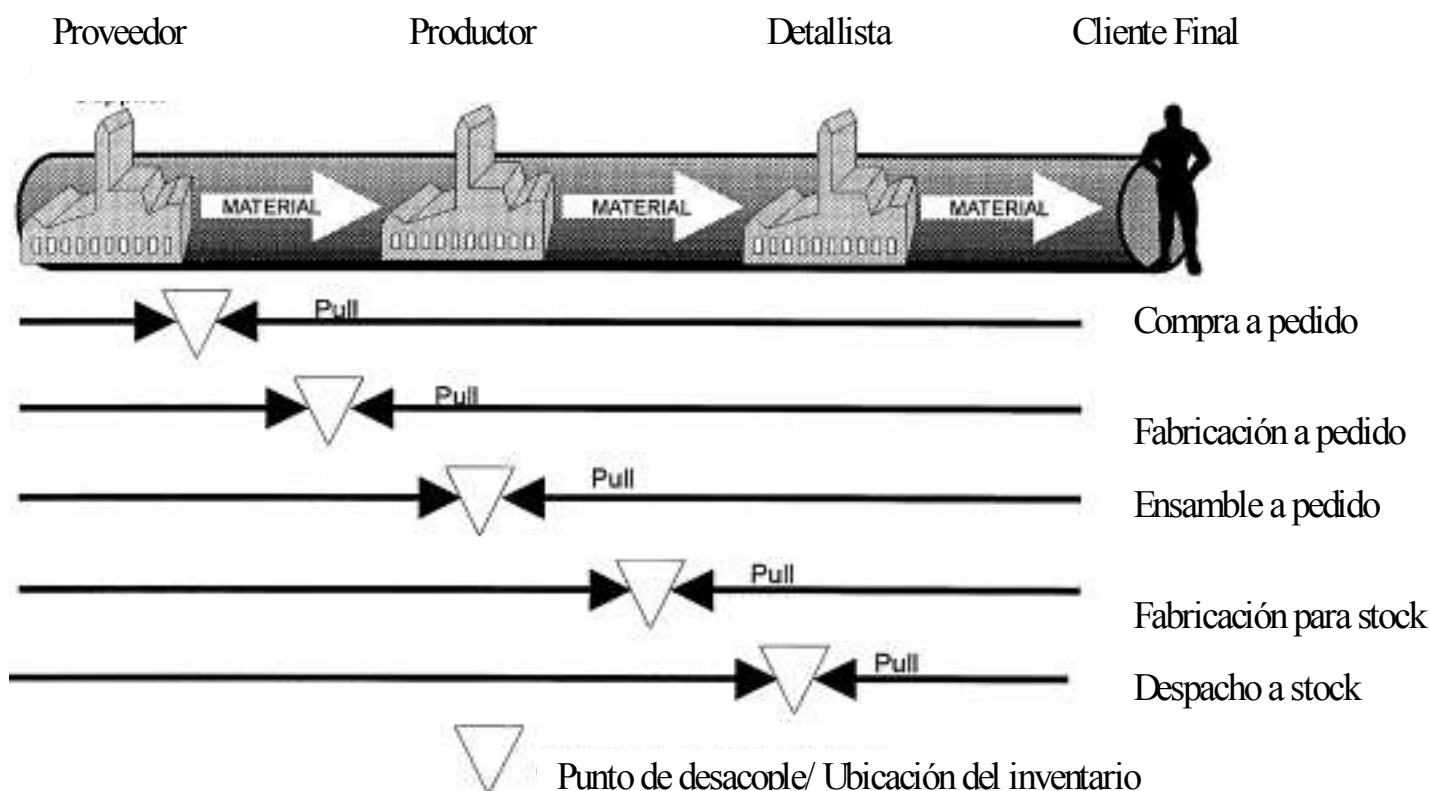 Proveedor Productor Detallista Cliente Final
MATERIAL MATERIAL MATERIAL
Pull
Compra a pedido
Pull
Fabricación a pedido
Pull
Ensamble a pedido
Pull
Fabricación para stock
Pull
Despacho a stock
Punto de desacople/ Ubicación del inventario